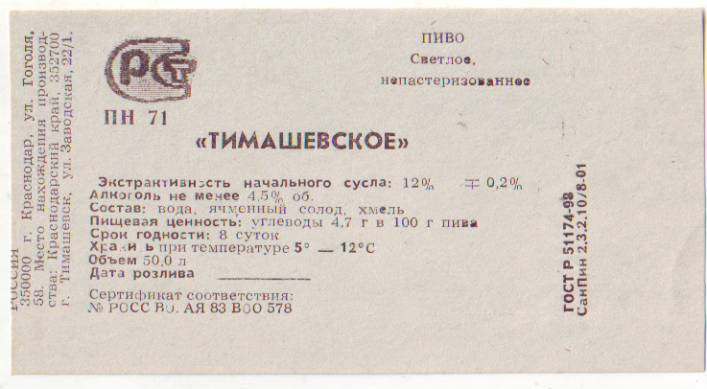 РОССИЯ
350000 г. Краснодар, ул. Гоголя,
58. Место нахождения производ-
ства: Краснодарский край 352700
г. Тимашевск, ул. Заводская, 22/1.
РСТ
ПН 71
ПИВО
Светлое,
непастеризованное
«ТИМАШЕВСКОЕ»
Экстрактивность начального сусла: 12% ∓ 0,2%
Алкоголь не менее 4,5% об.
Состав: вода, ячменный солод, хмель
Пищевая ценность: углеводы 4,7 г в 100 г пива
Срок годности: 8 суток
при температуре 5° — 12°С
Объем 50,0 л
Дата розлива
Сертификат соответствия:
№ РОСС АЯ 83 ВОО 578
ГОСТ Р 51174-98
СанПин 2,3,2,10/8-01